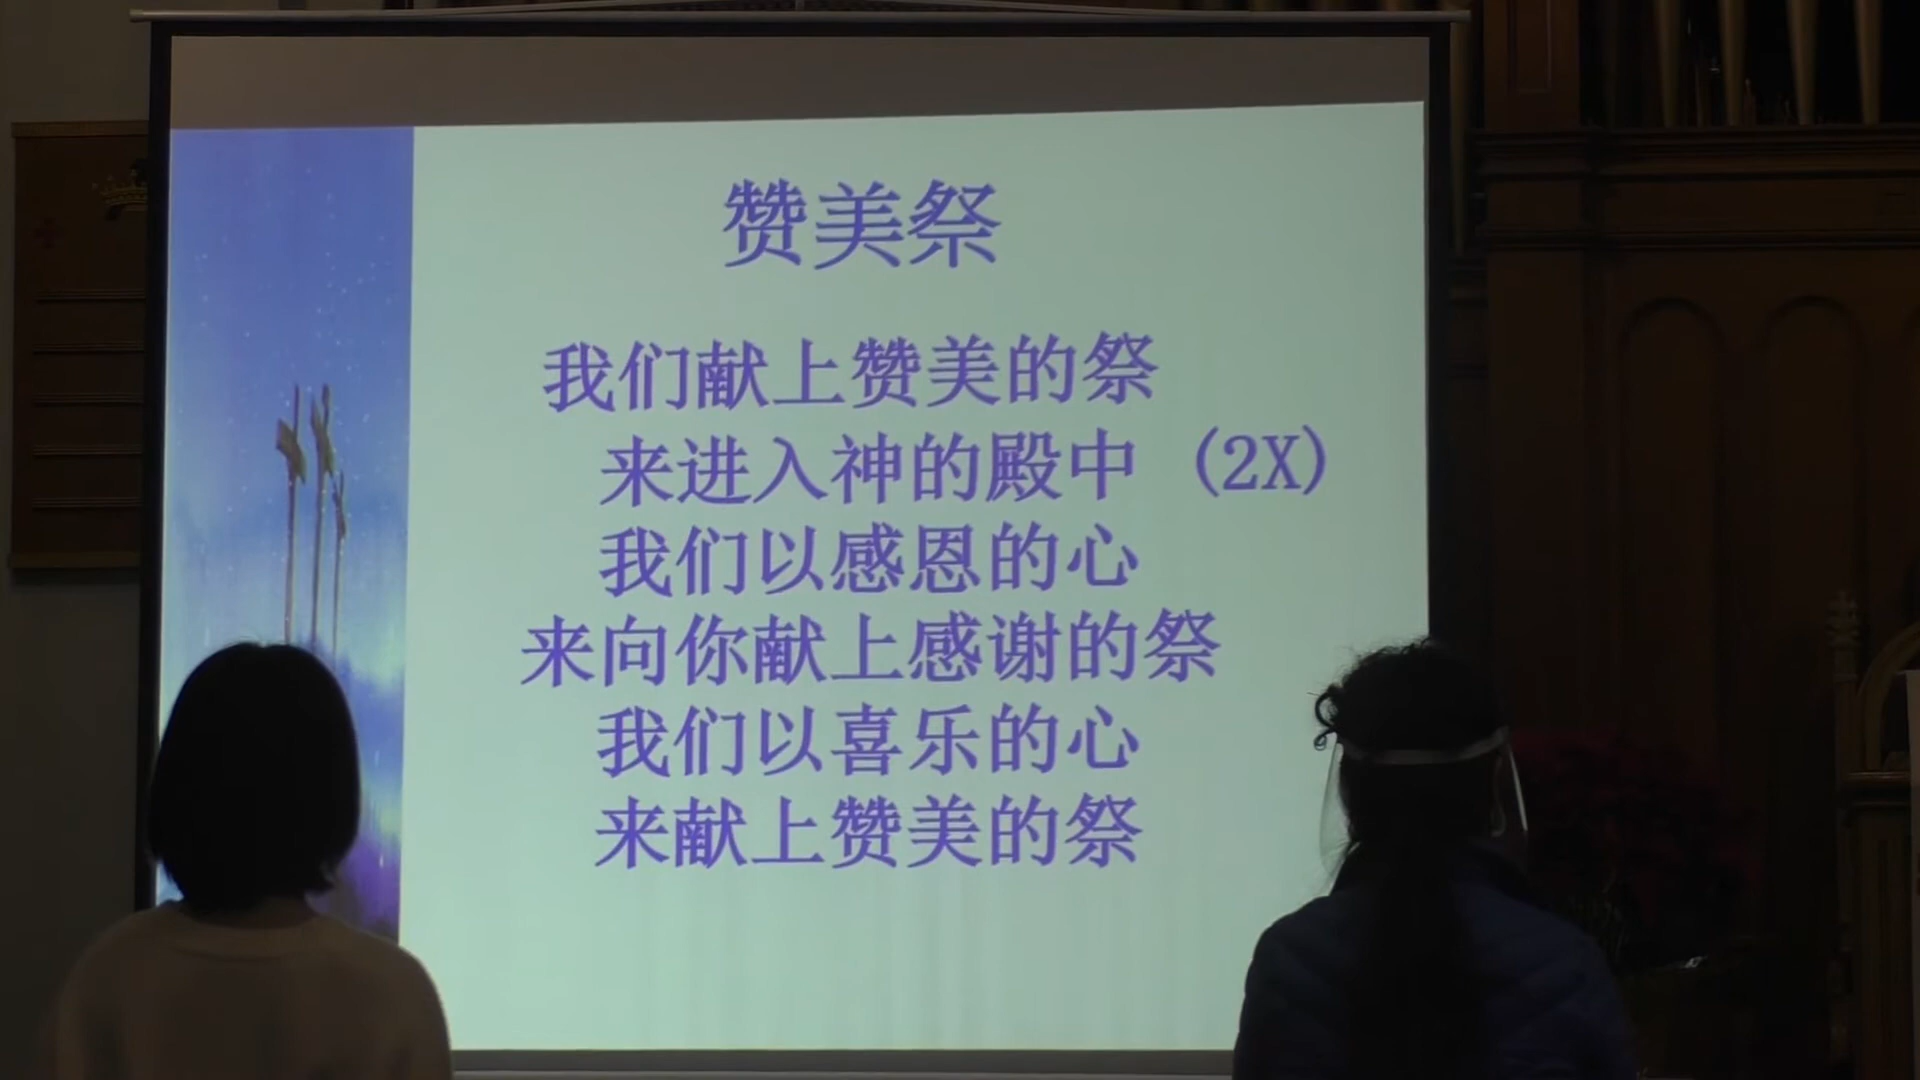 赞美祭
我们献上赞美的祭
来进入神的殿中 (2X)
我们以感恩的心
来向你献上感谢的祭
我们以喜乐的心
来献上赞美的祭